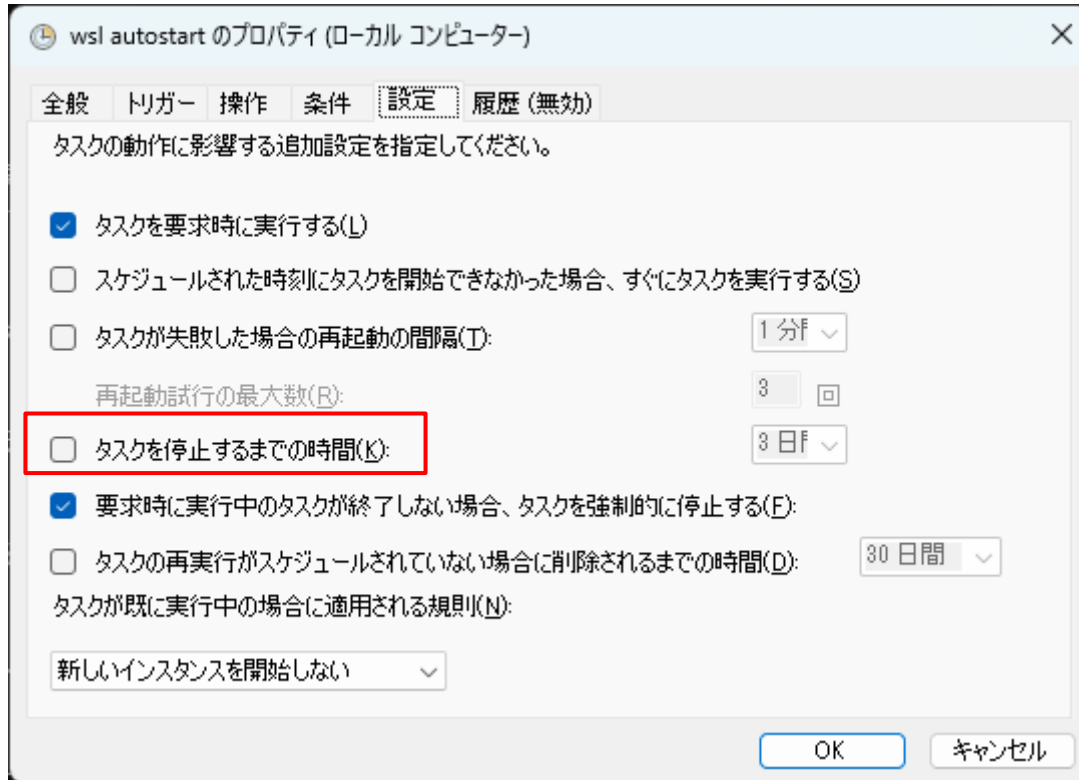 wsl autostart のプロパティ (ローカル コンピューター)
全般 トリガー 操作 条件 設定 履歴 (無効)
タスクの動作に影響する追加設定を指定してください。
タスクを要求時に実行する(L)
スケジュールされた時刻にタスクを開始できなかった場合、すぐにタスクを実行する(S)
タスクが失敗した場合の再起動の間隔(T): 1 分
再起動試行の最大数(R): 3 回
タスクを停止するまでの時間(K): 3 日
要求時に実行中のタスクが終了しない場合、タスクを強制的に停止する(F):
タスクの再実行がスケジュールされていない場合に削除されるまでの時間(D): 30 日間
タスクが既に実行中の場合に適用される規則(N):
新しいインスタンスを開始しない
OK キャンセル